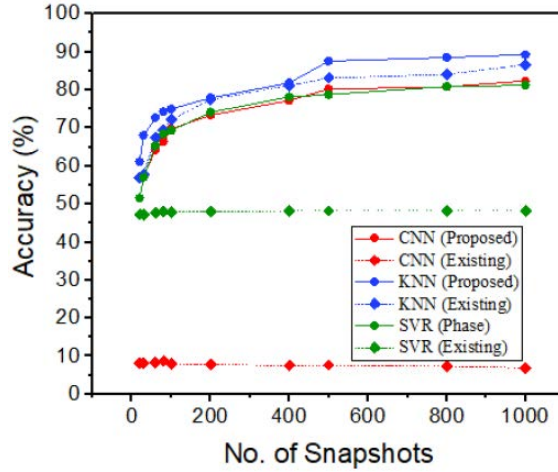 100
90
80
70
60
50
40
30
20
10
0
Accuracy (%)
CNN (Proposed)
CNN (Existing)
KNN (Proposed)
KNN (Existing)
SVR (Phase)
SVR (Existing)
0 200 400 600 800 1000
No. of Snapshots